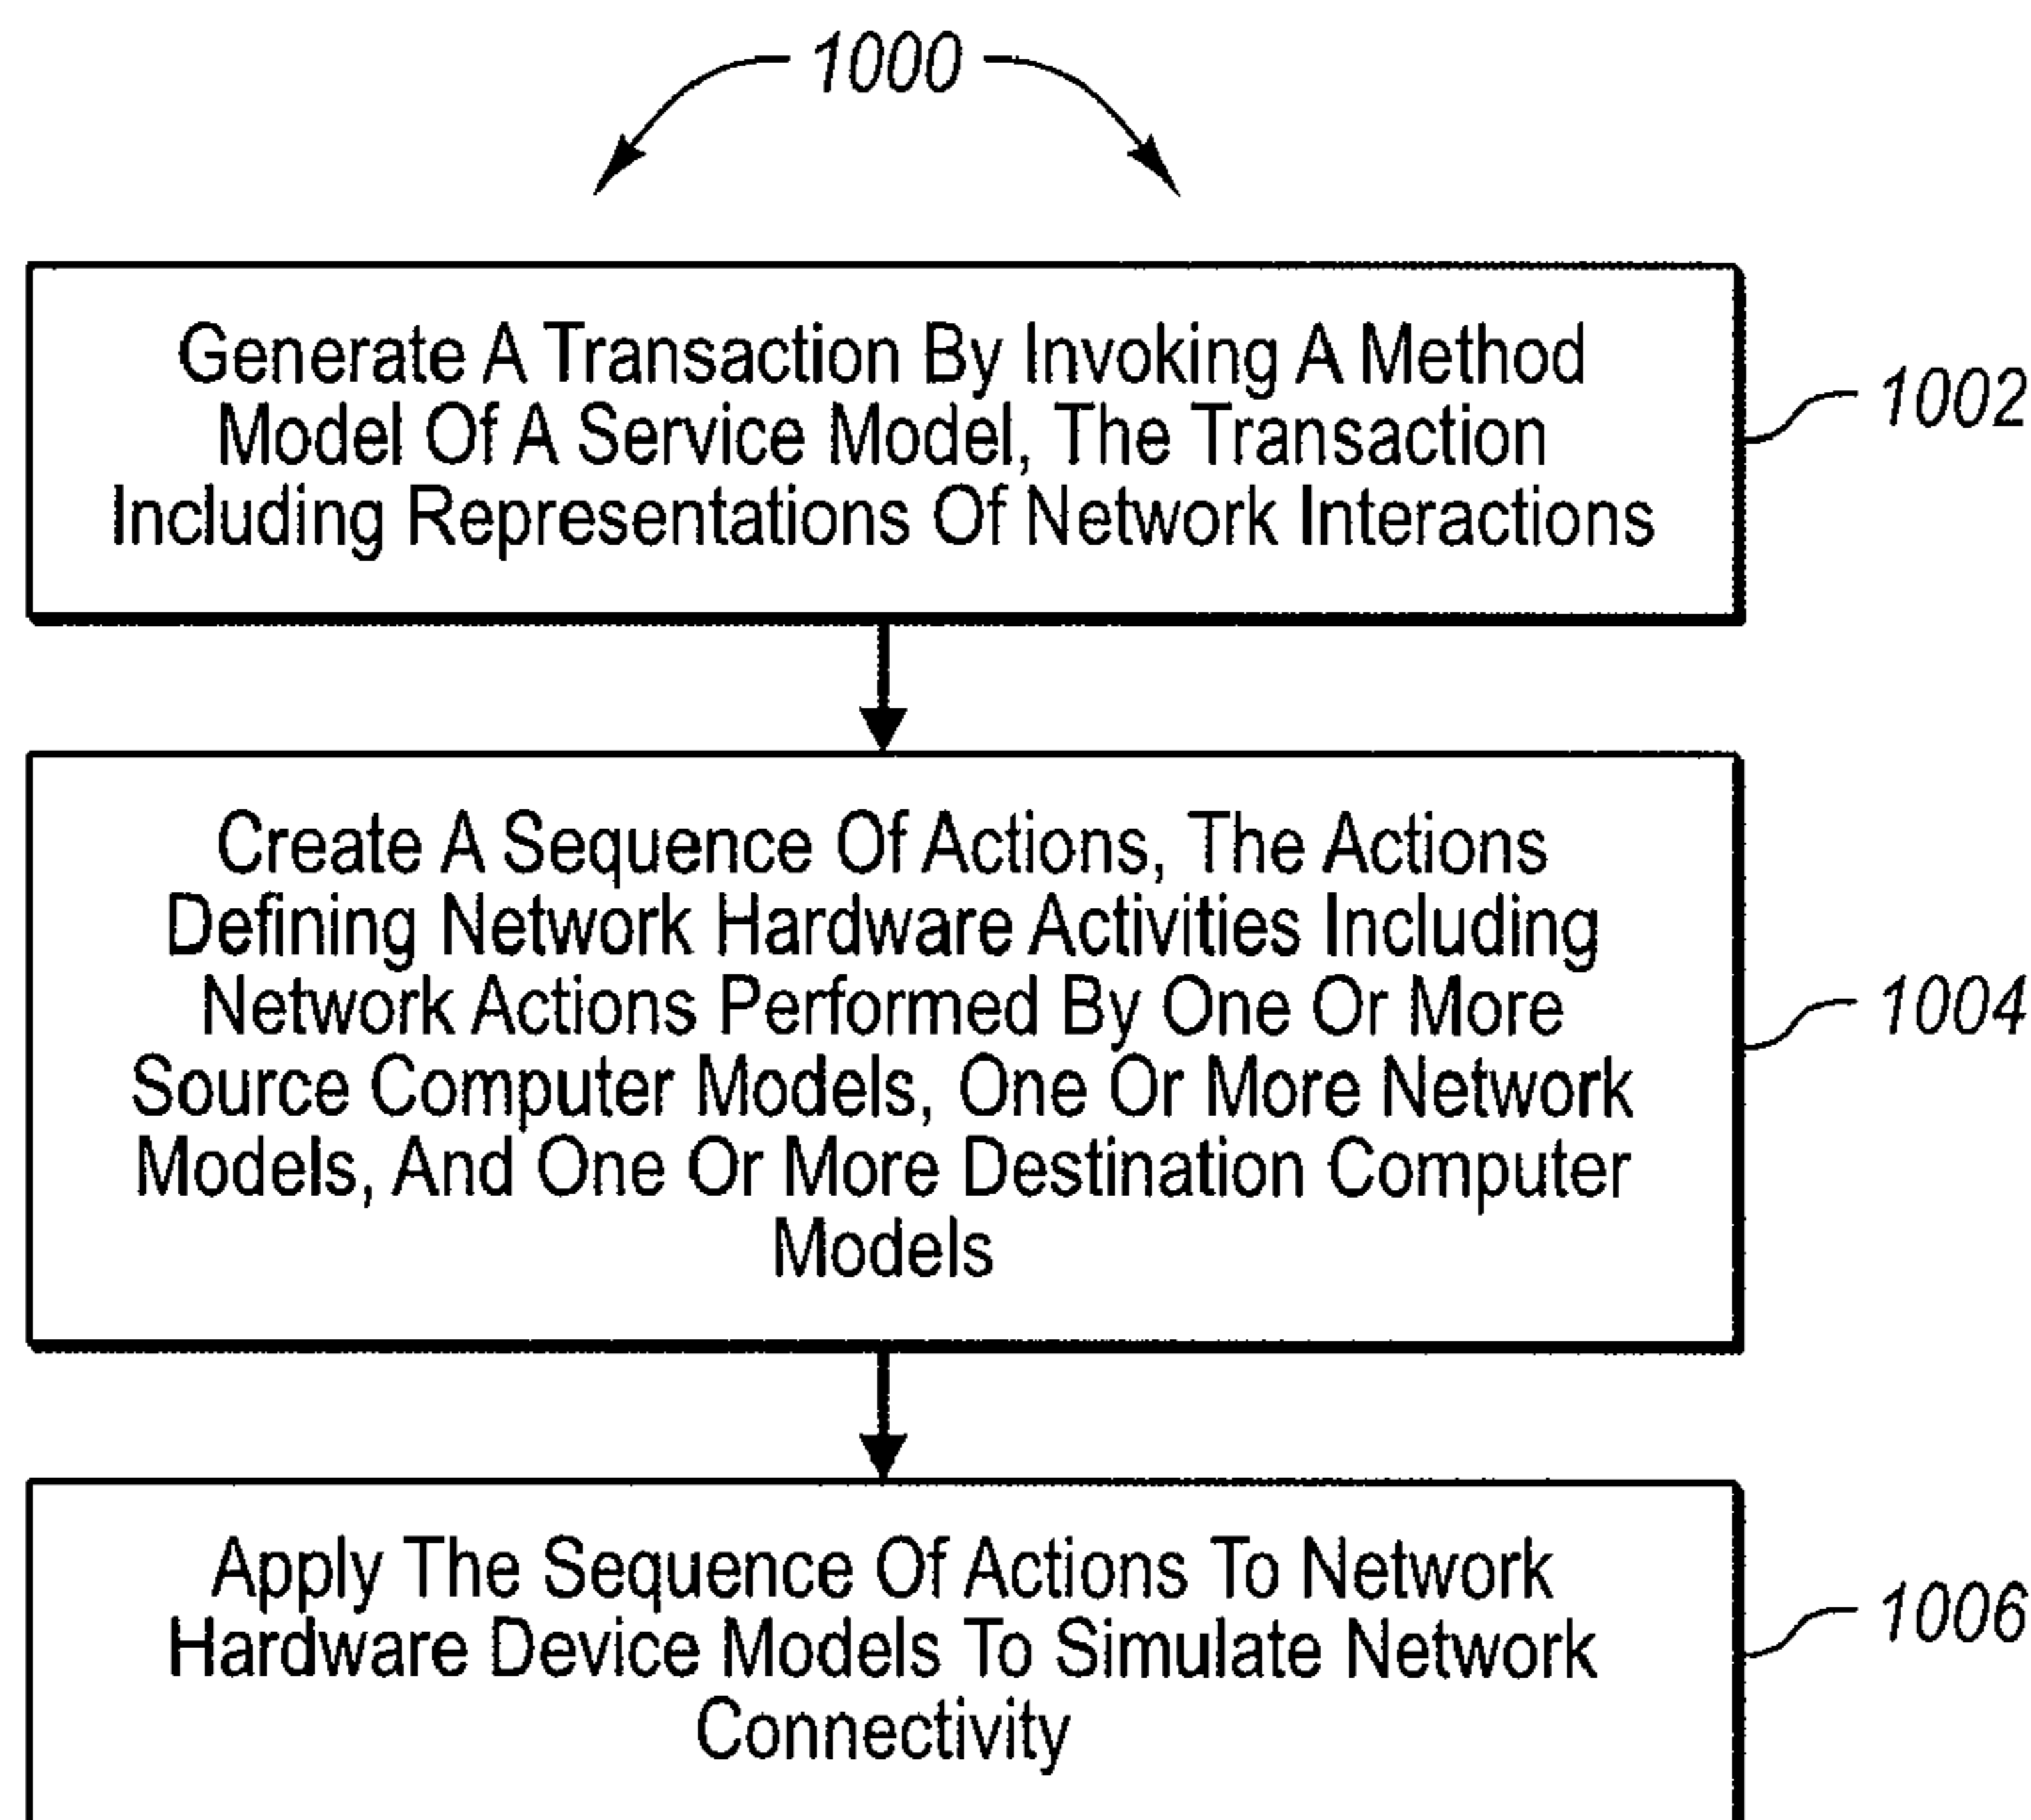 1000
Generate A Transaction By Invoking A Method
Model Of A Service Model, The Transaction
Including Representations Of Network Interactions
1002
Create A Sequence Of Actions, The Actions
Defining Network Hardware Activities Including
Network Actions Performed By One Or More
Source Computer Models, One Or More Network
Models, And One Or More Destination Computer
Models
1004
Apply The Sequence Of Actions To Network
Hardware Device Models To Simulate Network
Connectivity
1006